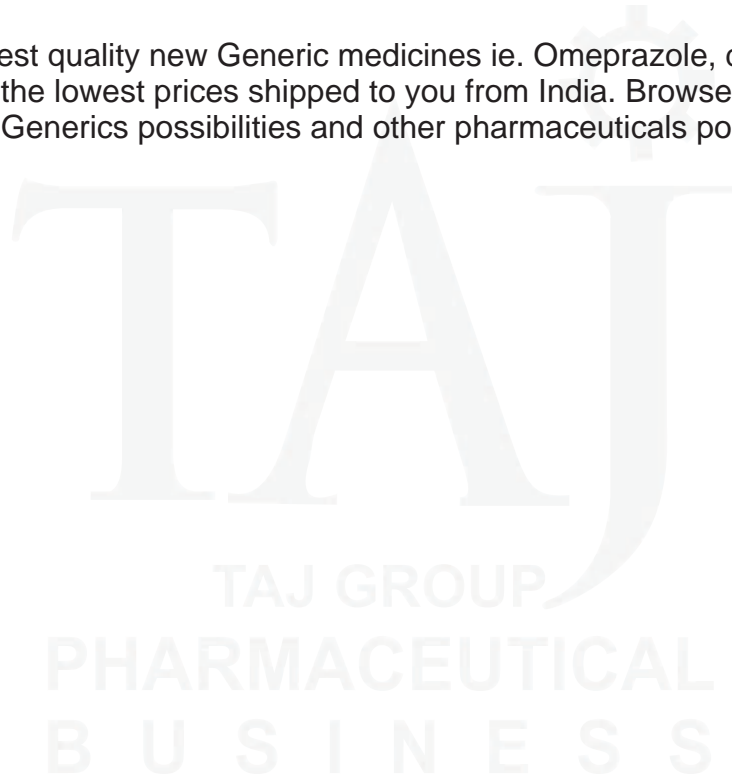 est quality new Generic medicines ie. Omeprazole,
the lowest prices shipped to you from India. Browse
Generics possibilities and other pharmaceuticals
TAJ
TAJ GROUP
PHARMACEUTICAL
BUSINESS